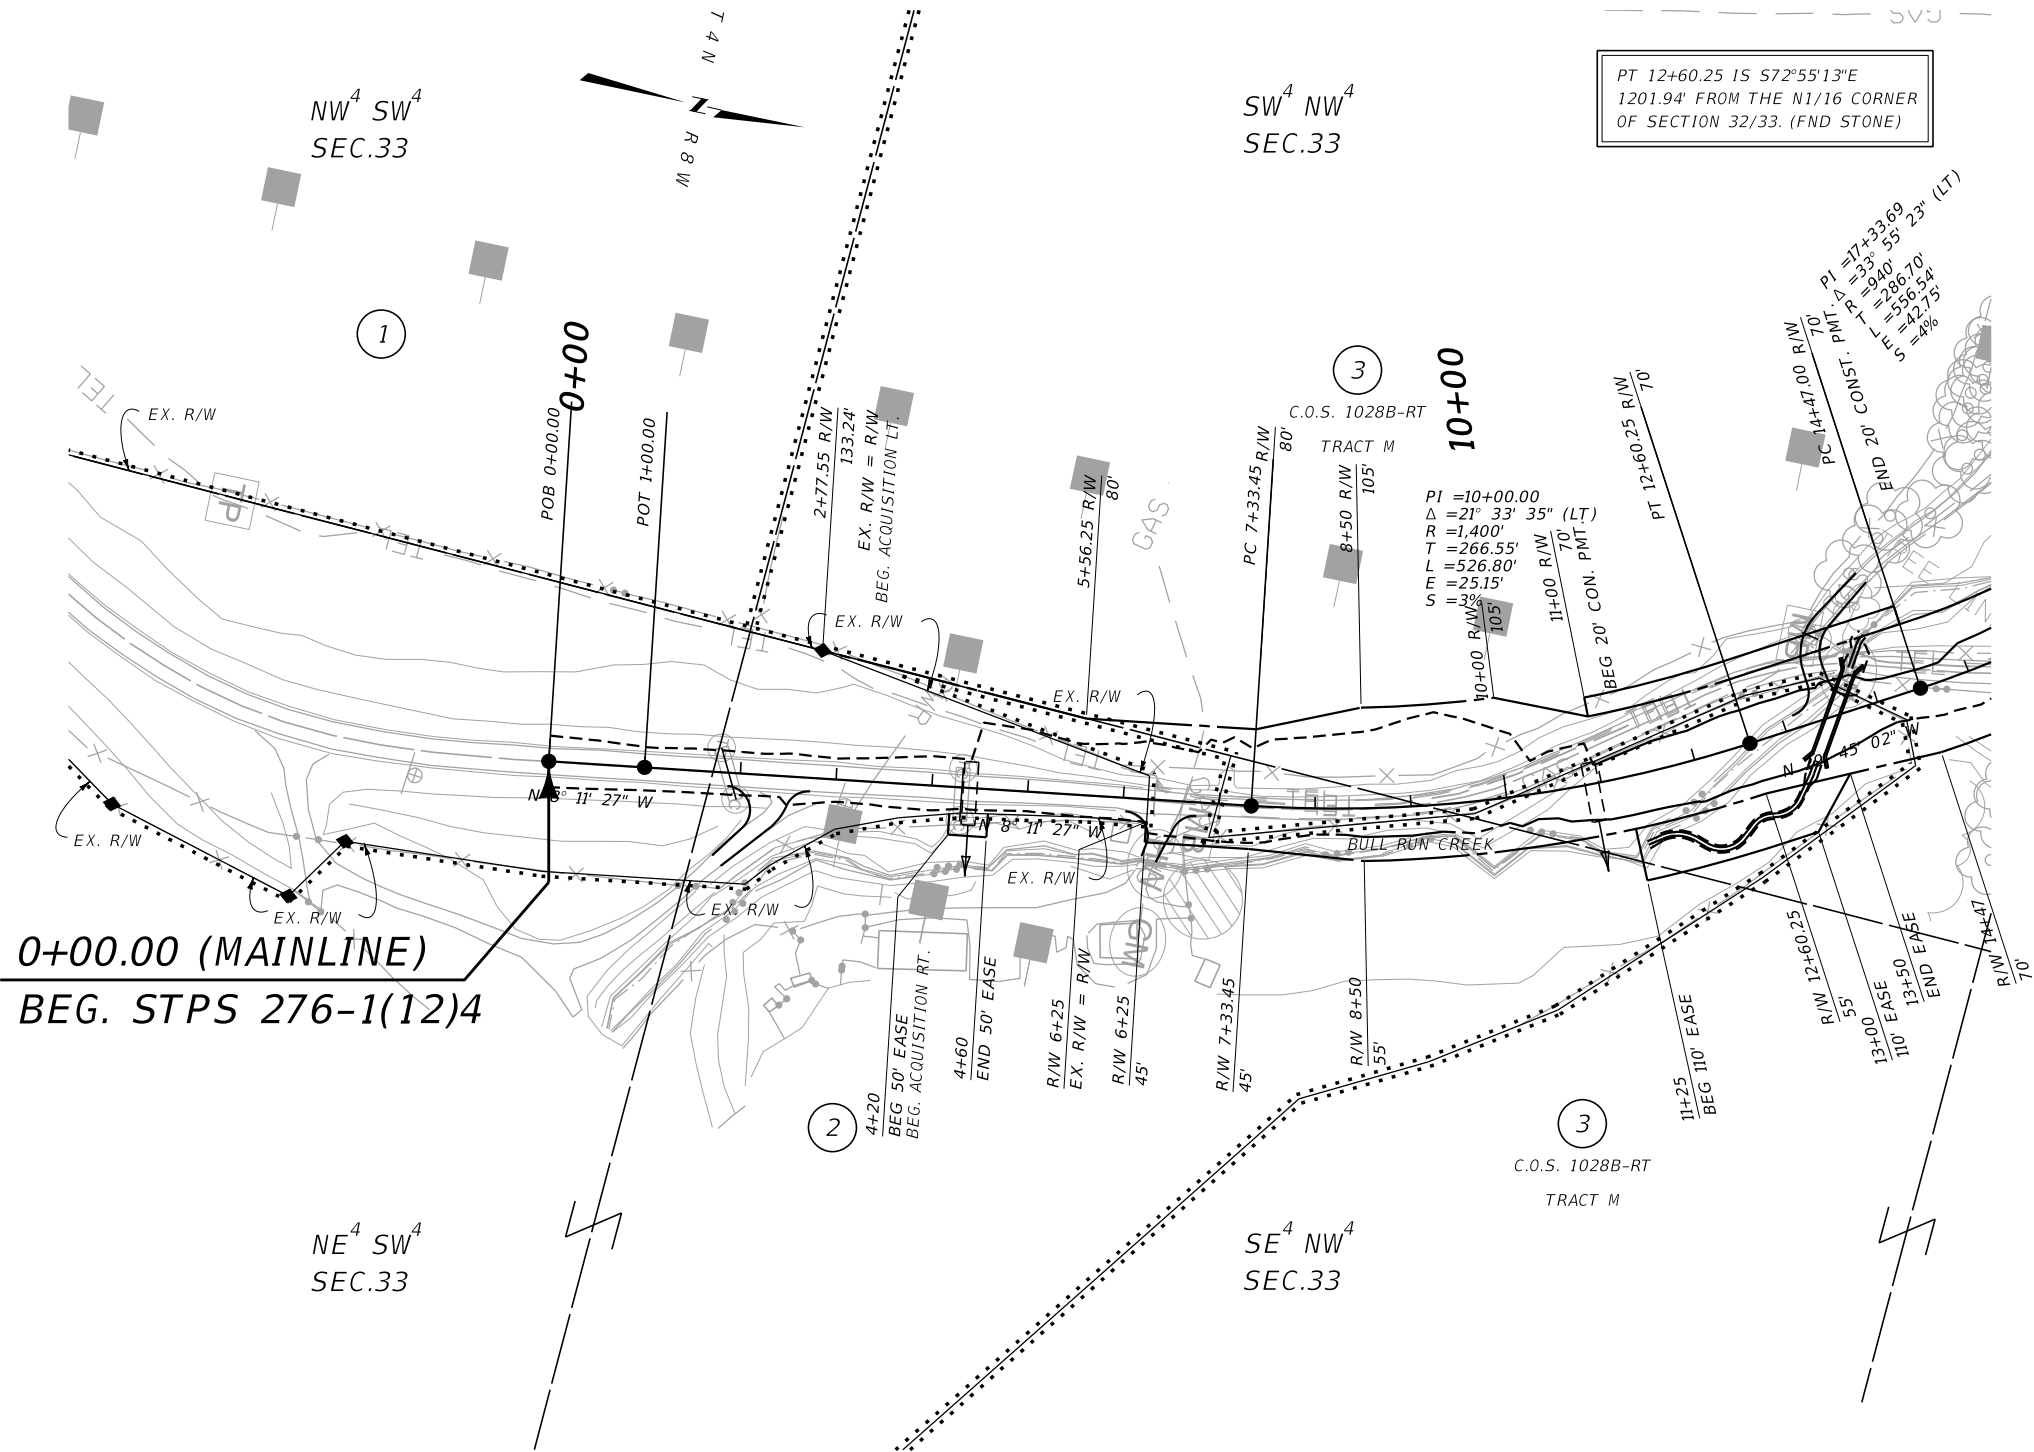 T 4 N
R 8 W
NW4 SW4
SEC.33
SW4 NW4
SEC.33
PT 12+60.25 IS S72°55'13"E
1201.94' FROM THE N1/16 CORNER
OF SECTION 32/33. (FND STONE)
1
0+00
POB 0+00.00
POT 1+00.00
TEL
EX. R/W
2+77.55 R/W
133.24'
EX. R/W = R/W
BEG. ACQUISITION LT.
EX. R/W
5+56.25 R/W
80'
GAS
PC 7+33.45 R/W
80'
3
C.O.S. 1028B-RT
TRACT M
8+50 R/W
105'
10+00
PI =10+00.00
Δ =21° 33' 35" (LT)
R =1,400'
T =266.55'
L =526.80'
E =25.15'
S =3%
10+00 R/W
105'
11+00 R/W
70'
BEG 20' CON. PMT.
PT 12+60.25 R/W
70'
PC 14+47.00 R/W
70'
END 20' CONST. PMT.
PI =17+33.69
Δ =33° 55' 23" (LT)
R =940'
T =286.70'
L =556.54'
E =42.75'
S =4%
TP
EX. R/W
N 8° 11' 27" W
N 8° 11' 27" W
N 29° 45' 02" W
BULL RUN CREEK
EX. R/W
EX. R/W
EX. R/W
EX. R/W
GM
0+00.00 (MAINLINE)
BEG. STPS 276-1(12)4
4+20
BEG 50' EASE
BEG. ACQUISITION RT.
4+60
END 50' EASE
R/W 6+25
EX. R/W = R/W
R/W 6+25
45'
R/W 7+33.45
45'
R/W 8+50
55'
11+25
BEG 110' EASE
R/W 12+60.25
55'
13+00
110' EASE
13+50
END EASE
R/W 14+47
70'
2
3
C.O.S. 1028B-RT
TRACT M
NE4 SW4
SEC.33
SE4 NW4
SEC.33